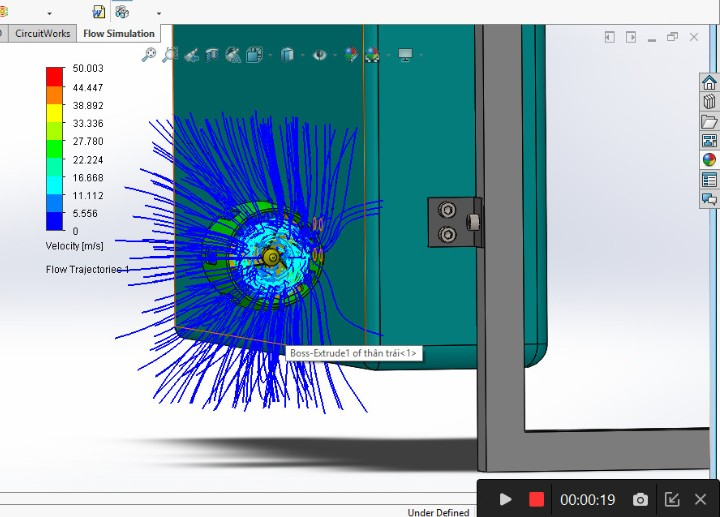 CircuitWorks
Flow Simulation
50.003
44.447
38.892
33.336
27.780
22.224
16.668
11.112
5.556
0
Velocity [m/s]
Flow Trajectories 1
Boss-Extrude1 of thân trái<1>
00:00:19
Under Defined